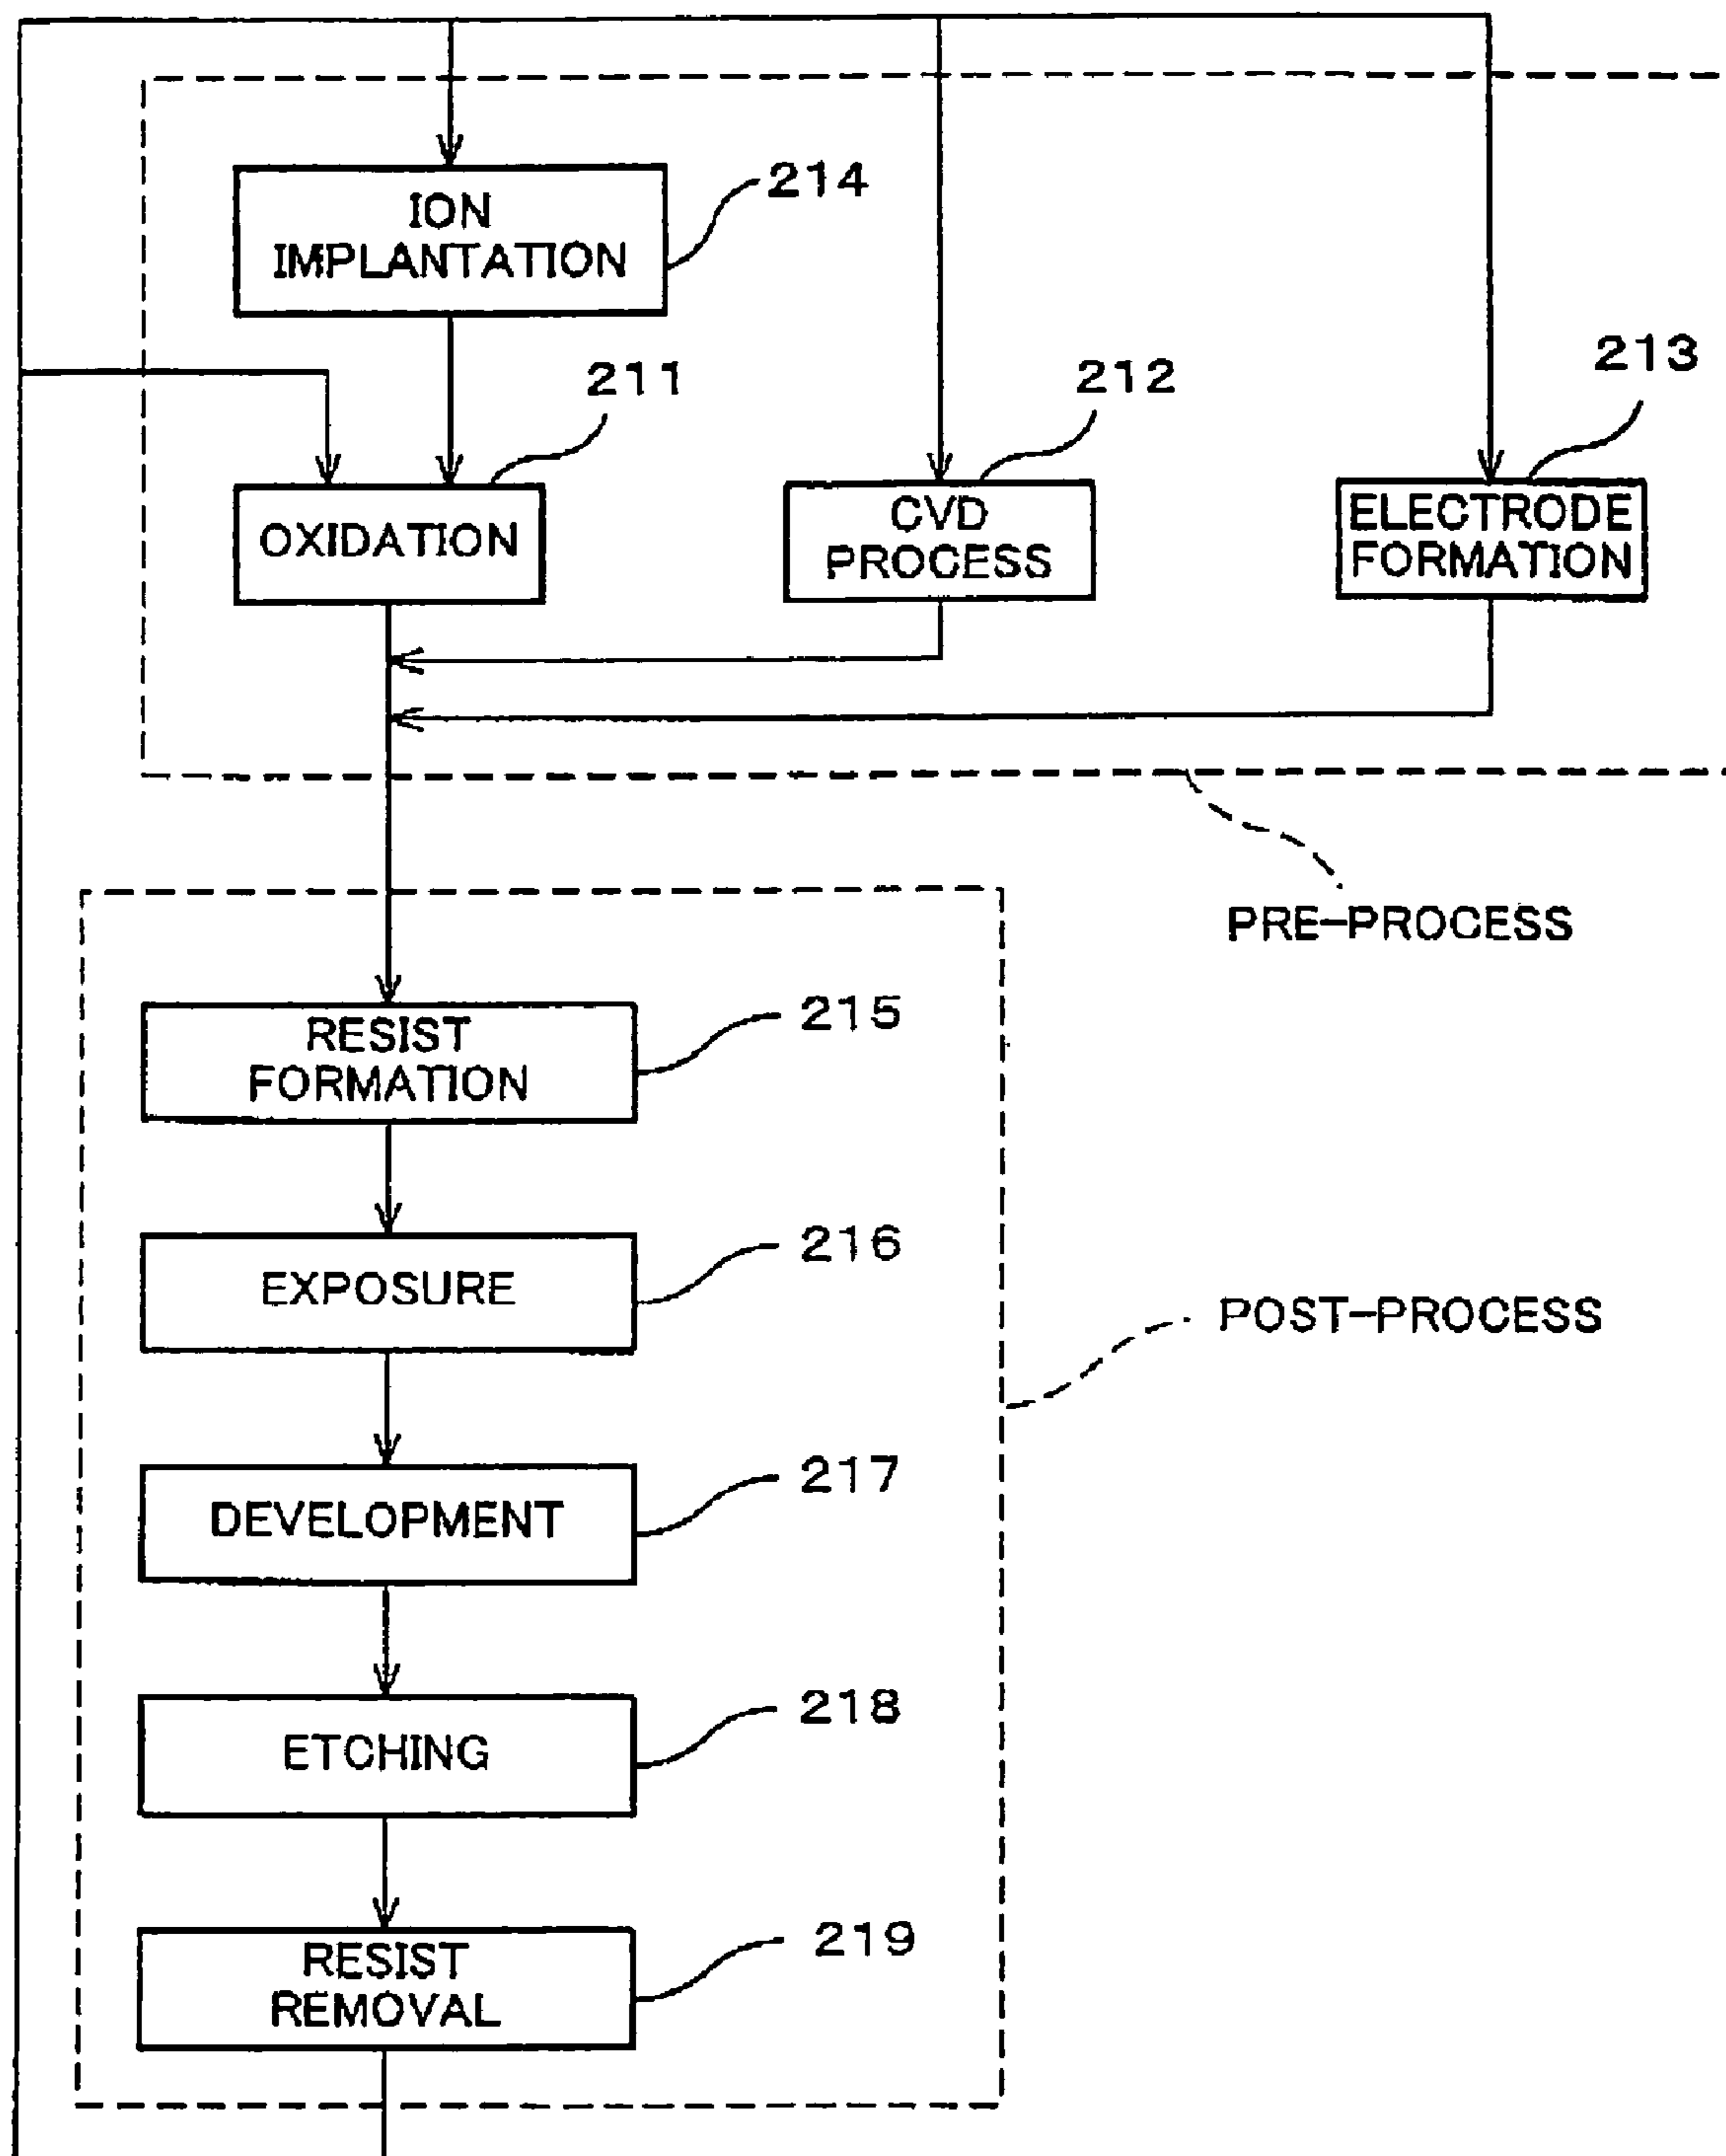 214
ION
IMPLANTATION
211
212
213
OXIDATION
CVD
PROCESS
ELECTRODE
FORMATION
PRE-PROCESS
215
RESIST
FORMATION
216
EXPOSURE
POST-PROCESS
217
DEVELOPMENT
218
ETCHING
219
RESIST
REMOVAL